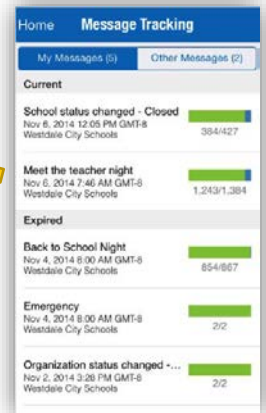 Home Message Tracking
My Messages (5) Other Messages (2)
Current
School status changed - Closed
Nov 6, 2014 12:05 PM GMT-8
Westdale City Schools
384/427
Meet the teacher night
Nov 6, 2014 7:46 AM GMT-8
Westdale City Schools
1,243/1,384
Expired
Back to School Night
Nov 4, 2014 8:00 AM GMT-8
Westdale City Schools
654/667
Emergency
Nov 4, 2014 8:00 AM GMT-8
Westdale City Schools
2/2
Organization status changed -...
Nov 2, 2014 3:28 PM GMT-8
Westdale City Schools
2/2